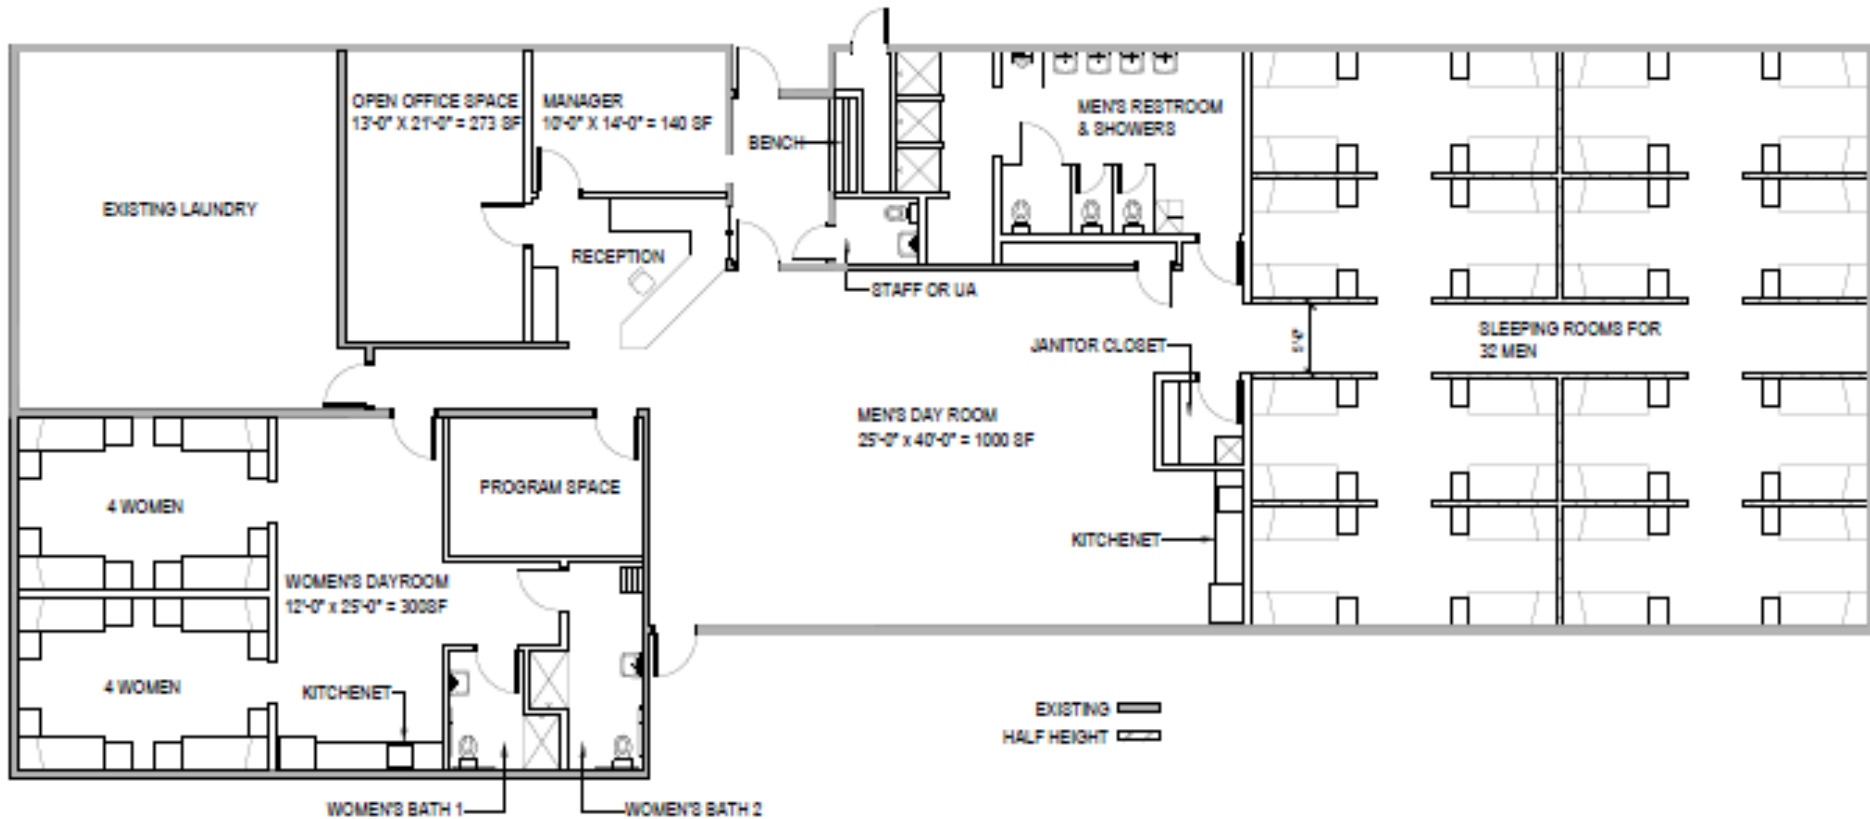 OPEN OFFICE SPACE
13'-0" X 21'-0" = 273 SF
MANAGER
10'-0" X 14'-0" = 140 SF
BENCH
MEN'S RESTROOM
& SHOWERS
EXISTING LAUNDRY
RECEPTION
STAFF OR UA
JANITOR CLOSET
SLEEPING ROOMS FOR
32 MEN
MEN'S DAY ROOM
25'-0" x 40'-0" = 1000 SF
PROGRAM SPACE
4 WOMEN
KITCHENET
WOMEN'S DAYROOM
12'-0" x 25'-0" = 300SF
4 WOMEN
KITCHENET
EXISTING
HALF HEIGHT
WOMEN'S BATH 1
WOMEN'S BATH 2